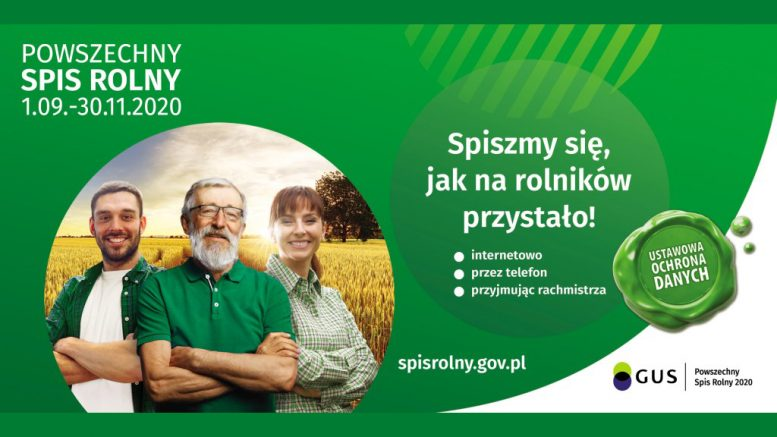 POWSZECHNY
SPIS ROLNY
1.09.-30.11.2020
Spiszmy się,
jak na rolników
przystało!
internetowo
przez telefon
przyjmując rachmistrza
USTAWOWA
OCHRONA
DANYCH
spisrolny.gov.pl
GUS
Powszechny
Spis Rolny 2020